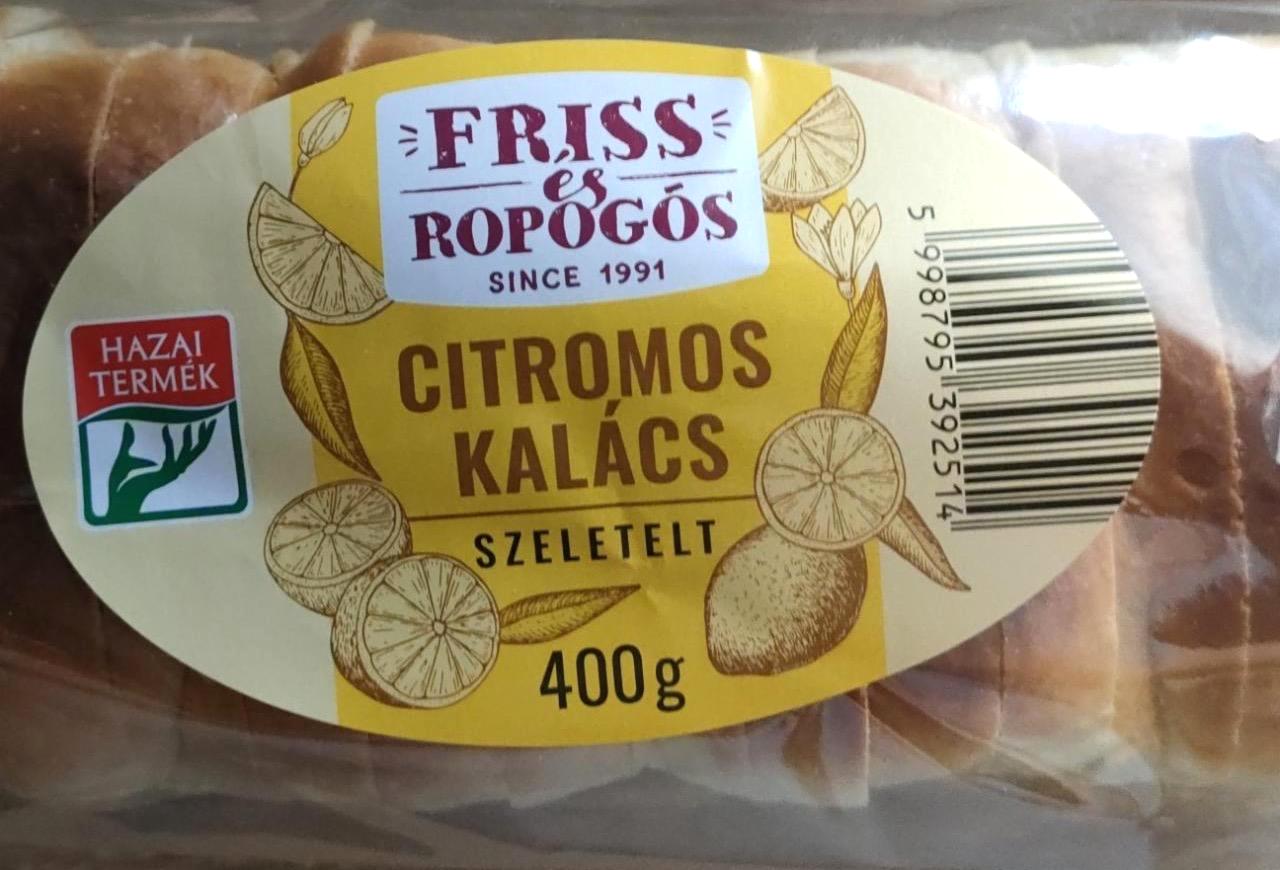 FRISS
és
ROPOGÓS
SINCE 1991
HAZAI
TERMÉK
CITROMOS
KALÁCS
SZELETELT
400g
5 998795 392514